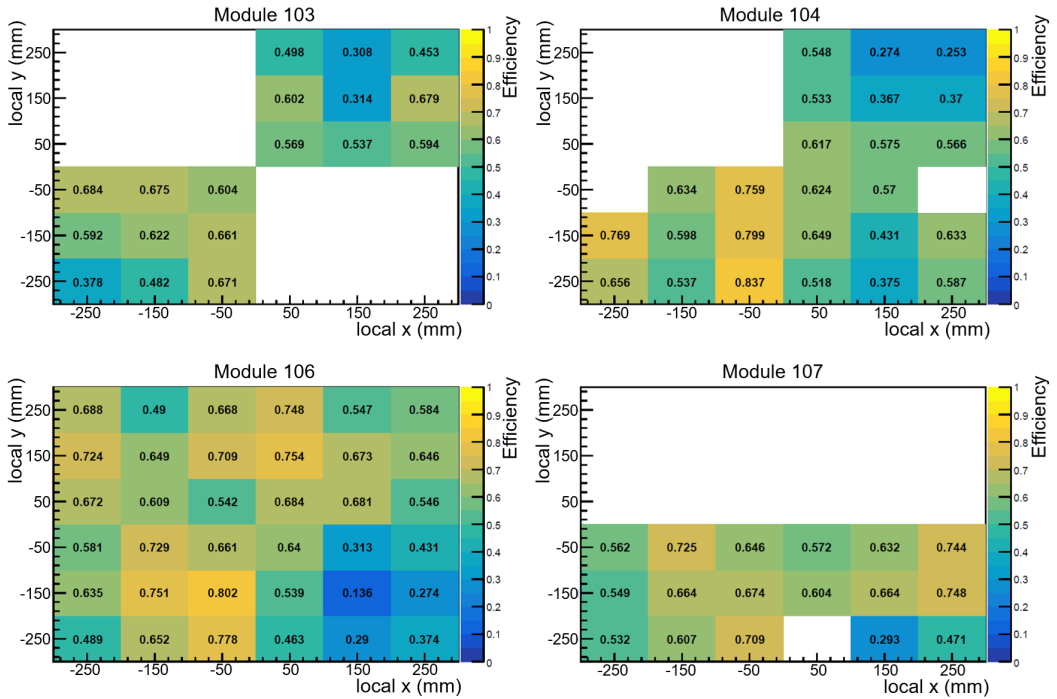 Module 103
local y (mm)
250
150
50
-50
-150
-250
0.498 0.308 0.453
0.602 0.314 0.679
0.569 0.537 0.594
0.684 0.675 0.604
0.592 0.622 0.661
0.378 0.482 0.671
-250 -150 -50 50 150 250
local x (mm)
1
0.9
0.8
0.7
0.6
0.5
0.4
0.3
0.2
0.1
0
Efficiency
Module 104
local y (mm)
250
150
50
-50
-150
-250
0.548 0.274 0.253
0.533 0.367 0.37
0.617 0.575 0.566
0.634 0.759 0.624 0.57
0.769 0.598 0.799 0.649 0.431 0.633
0.656 0.537 0.837 0.518 0.375 0.587
-250 -150 -50 50 150 250
local x (mm)
1
0.9
0.8
0.7
0.6
0.5
0.4
0.3
0.2
0.1
0
Efficiency
Module 106
local y (mm)
250
150
50
-50
-150
-250
0.688 0.49 0.668 0.748 0.547 0.584
0.724 0.649 0.709 0.754 0.673 0.646
0.672 0.609 0.542 0.684 0.681 0.546
0.581 0.729 0.661 0.64 0.313 0.431
0.635 0.751 0.802 0.539 0.136 0.274
0.489 0.652 0.778 0.463 0.29 0.374
-250 -150 -50 50 150 250
local x (mm)
1
0.9
0.8
0.7
0.6
0.5
0.4
0.3
0.2
0.1
0
Efficiency
Module 107
local y (mm)
250
150
50
-50
-150
-250
0.562 0.725 0.646 0.572 0.632 0.744
0.549 0.664 0.674 0.604 0.664 0.748
0.532 0.607 0.709 0.293 0.471
-250 -150 -50 50 150 250
local x (mm)
1
0.9
0.8
0.7
0.6
0.5
0.4
0.3
0.2
0.1
0
Efficiency